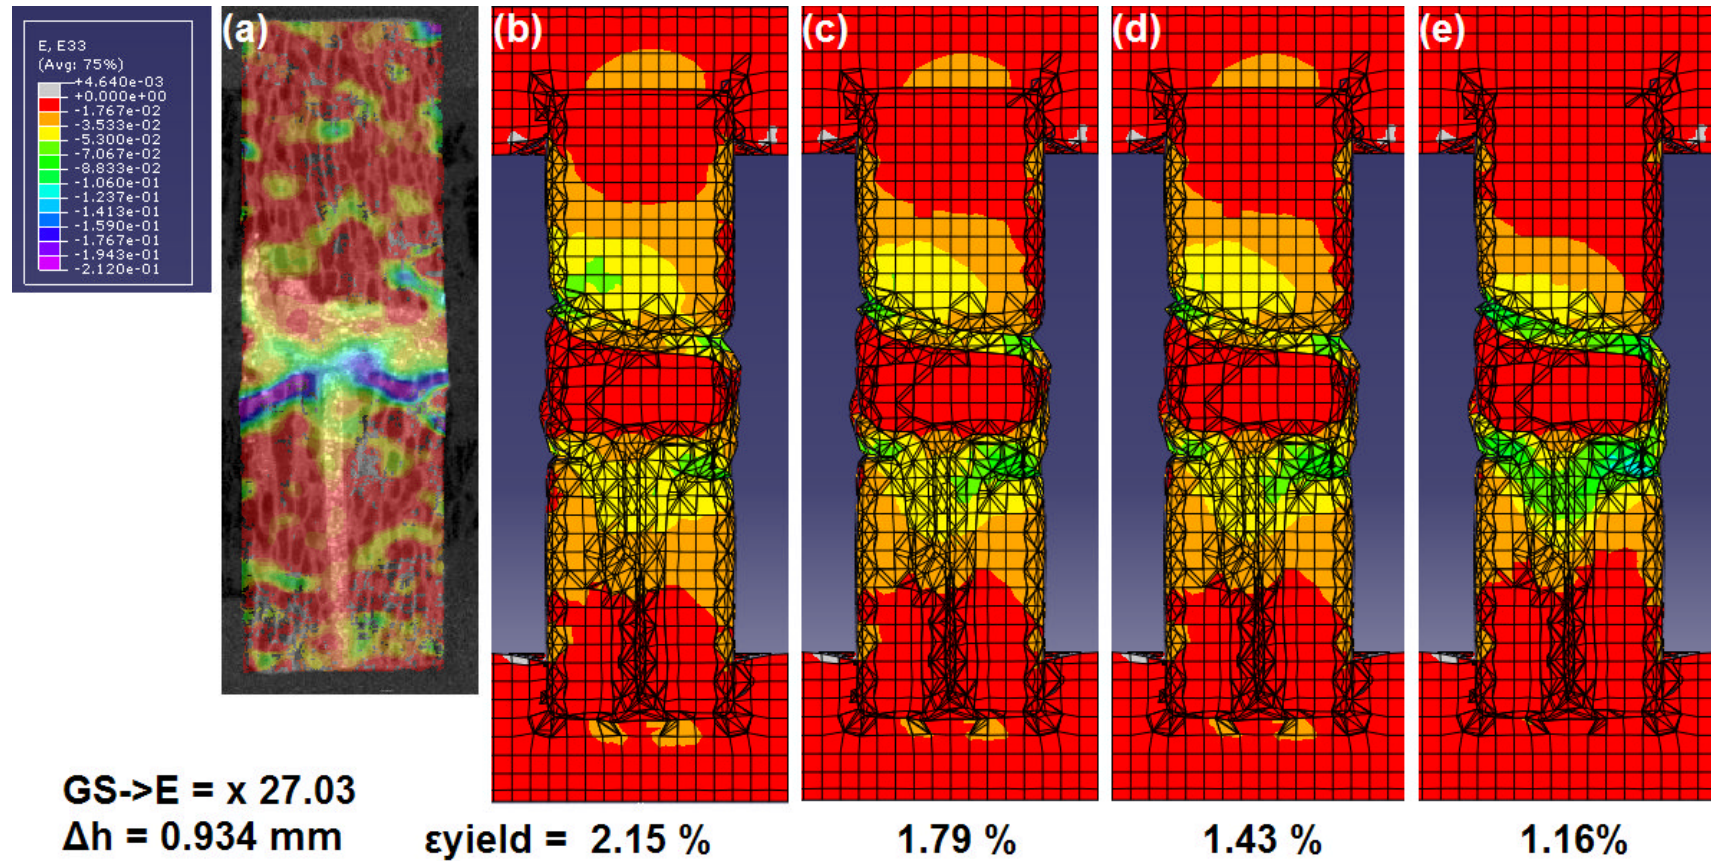 (a) (b) (c) (d) (e)
E, E33
(Avg: 75%)
+4.640e-03
+0.000e+00
-1.767e-02
-3.533e-02
-5.300e-02
-7.067e-02
-8.833e-02
-1.060e-01
-1.237e-01
-1.413e-01
-1.590e-01
-1.767e-01
-1.943e-01
-2.120e-01
GS->E = x 27.03
Δh = 0.934 mm
εyield = 2.15 % 1.79 % 1.43 % 1.16%